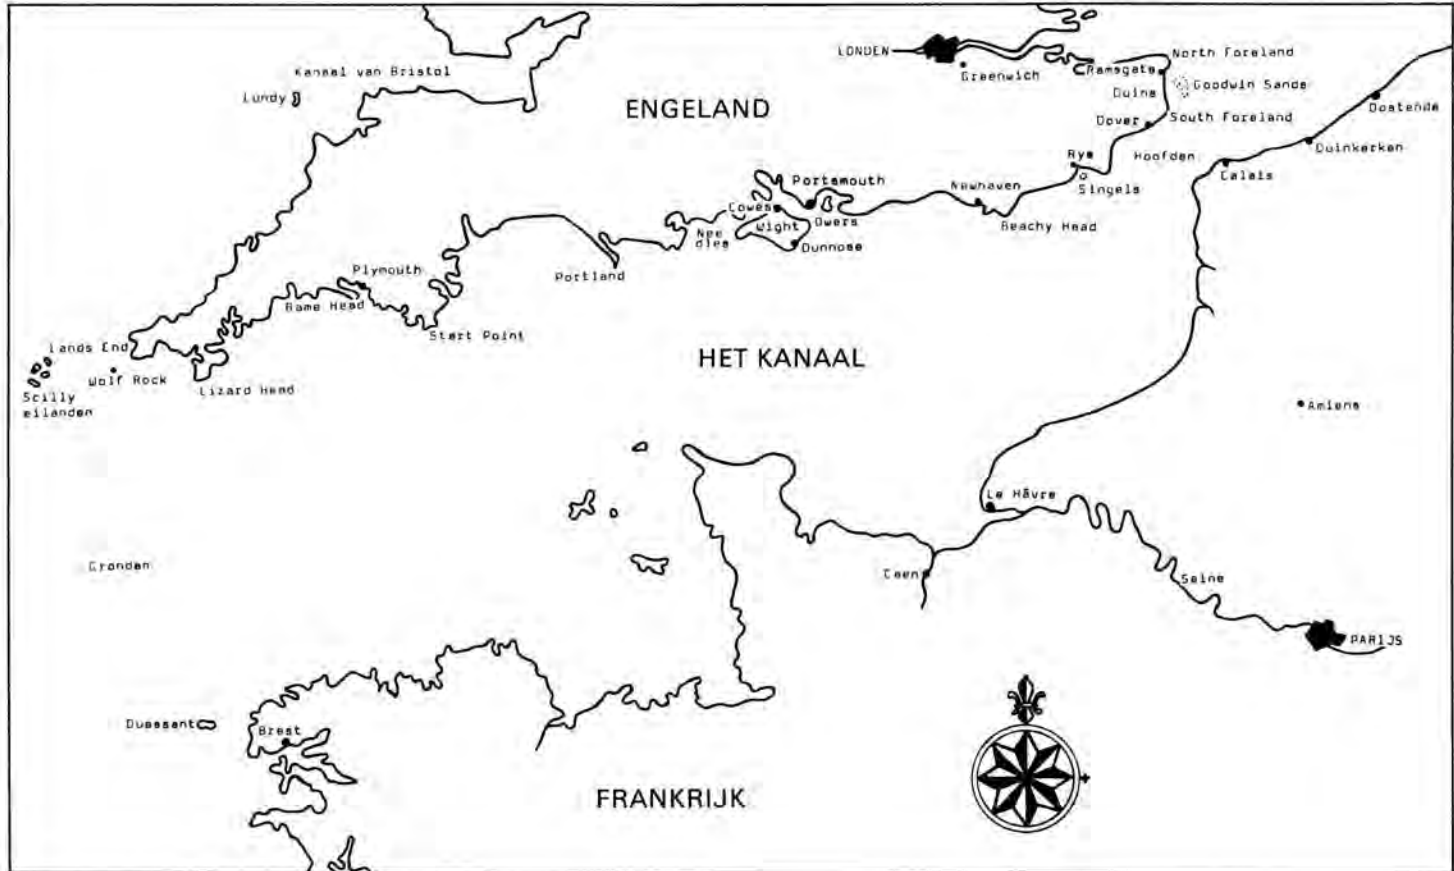 LONDEN
Greenwich
North Foreland
Ramsgate
Goodwin Sands
Duins
Oostende
Dover
South Foreland
Kanaal van Bristol
Lundy
ENGELAND
Duinkerken
Rye
Hoofden
Calais
Singels
Portsmouth
Newhaven
Cowes
Wight
Owers
Beachy Head
Nee
dles
Dunnose
Portland
Plymouth
Rame Head
Start Point
HET KANAAL
Lands End
Wolf Rock
Lizard Head
Scilly
eilanden
Amiens
Le Hâvre
Gronden
Caen
Seine
PARIJS
Ouessant
Brest
FRANKRIJK